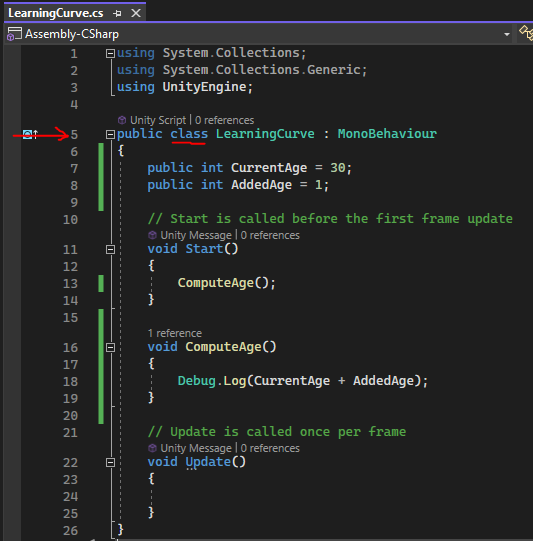 LearningCurve.cs
Assembly-CSharp
1 using System.Collections;
2 using System.Collections.Generic;
3 using UnityEngine;
4
Unity Script | 0 references
5 public class LearningCurve : MonoBehaviour
6 {
7 public int CurrentAge = 30;
8 public int AddedAge = 1;
9
10 // Start is called before the first frame update
Unity Message | 0 references
11 void Start()
12 {
13 ComputeAge();
14 }
15
1 reference
16 void ComputeAge()
17 {
18 Debug.Log(CurrentAge + AddedAge);
19 }
20
21 // Update is called once per frame
Unity Message | 0 references
22 void Update()
23 {
24
25 }
26 }